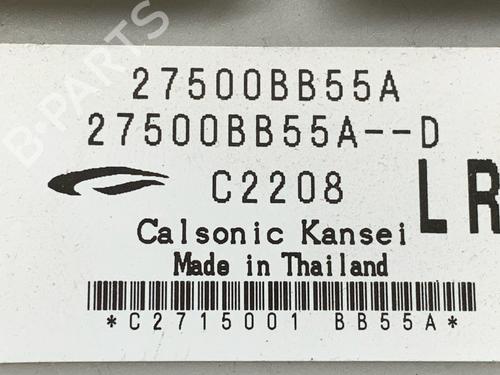 B-PARTS
27500BB55A
27500BB55A--D
C2208
LR
Calsonic Kansei
Made in Thailand
*C2715001 BB55A*